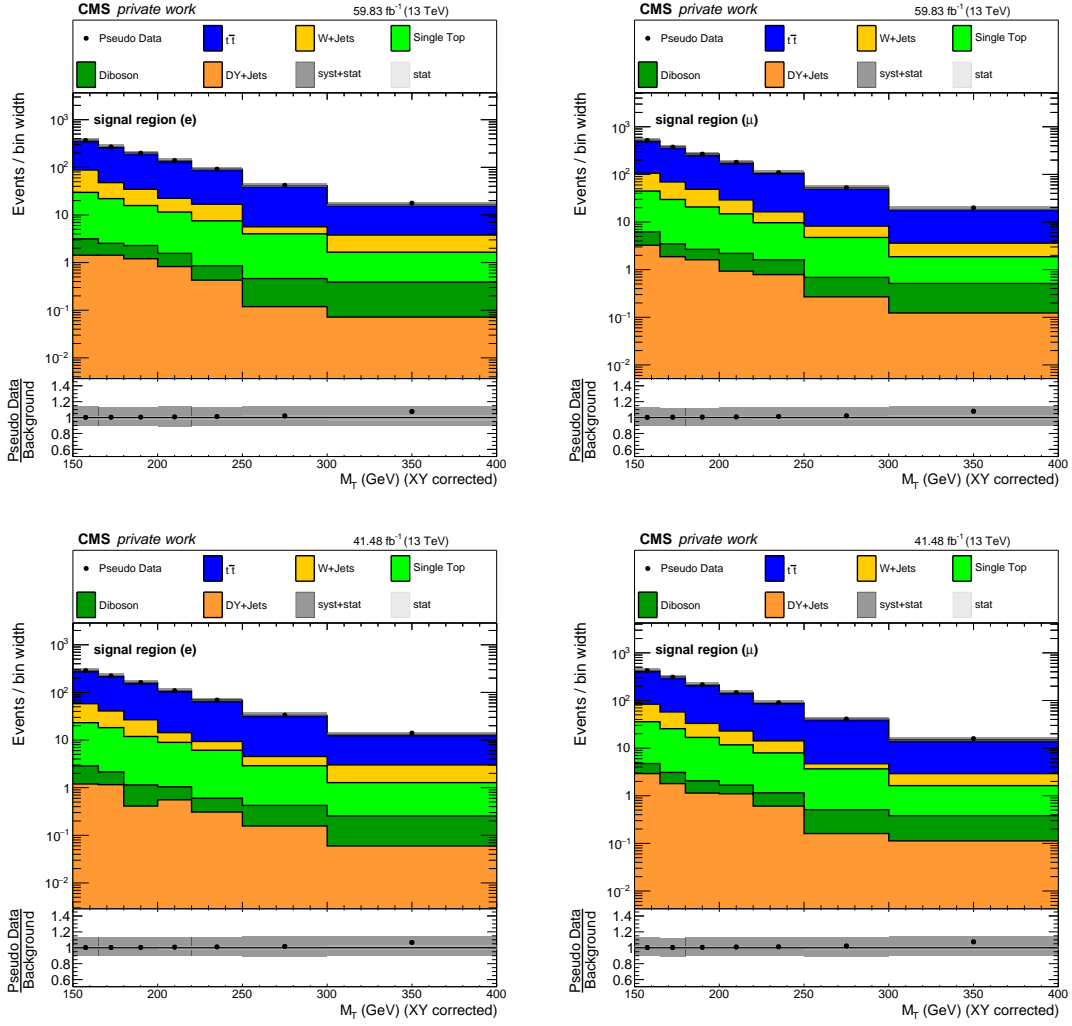 CMS private work 59.83 fb⁻¹ (13 TeV)
Pseudo Data tt̅ W+Jets Single Top
Diboson DY+Jets syst+stat stat
signal region (e)
Events / bin width
10³
10²
10
1
10⁻¹
10⁻²
Pseudo Data
Background
1.4
1.2
1
0.8
0.6
150 200 250 300 350 400
M_T (GeV) (XY corrected)
CMS private work 59.83 fb⁻¹ (13 TeV)
Pseudo Data tt̅ W+Jets Single Top
Diboson DY+Jets syst+stat stat
signal region (μ)
Events / bin width
10³
10²
10
1
10⁻¹
10⁻²
Pseudo Data
Background
1.4
1.2
1
0.8
0.6
150 200 250 300 350 400
M_T (GeV) (XY corrected)
CMS private work 41.48 fb⁻¹ (13 TeV)
Pseudo Data tt̅ W+Jets Single Top
Diboson DY+Jets syst+stat stat
signal region (e)
Events / bin width
10³
10²
10
1
10⁻¹
10⁻²
Pseudo Data
Background
1.4
1.2
1
0.8
0.6
150 200 250 300 350 400
M_T (GeV) (XY corrected)
CMS private work 41.48 fb⁻¹ (13 TeV)
Pseudo Data tt̅ W+Jets Single Top
Diboson DY+Jets syst+stat stat
signal region (μ)
Events / bin width
10³
10²
10
1
10⁻¹
10⁻²
Pseudo Data
Background
1.4
1.2
1
0.8
0.6
150 200 250 300 350 400
M_T (GeV) (XY corrected)